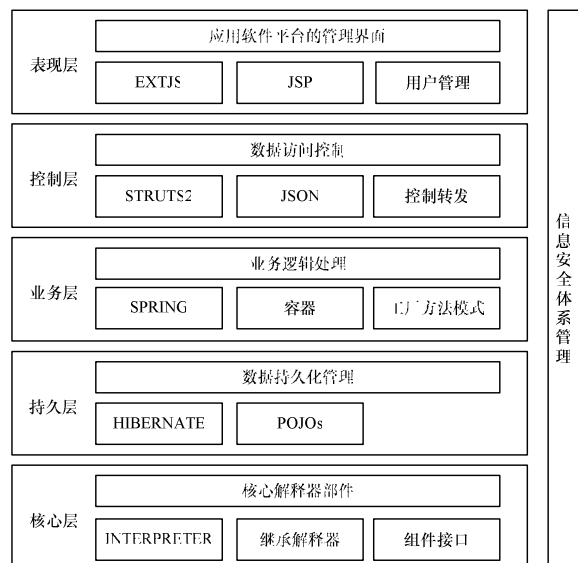 应用软件平台的管理界面
表现层
EXTJS
JSP
用户管理
数据访问控制
控制层
STRUTS2
JSON
控制转发
业务逻辑处理
业务层
SPRING
容器
工厂方法模式
数据持久化管理
持久层
HIBERNATE
POJOs
核心解释器部件
核心层
INTERPRETER
继承解释器
组件接口
信息安全体系管理